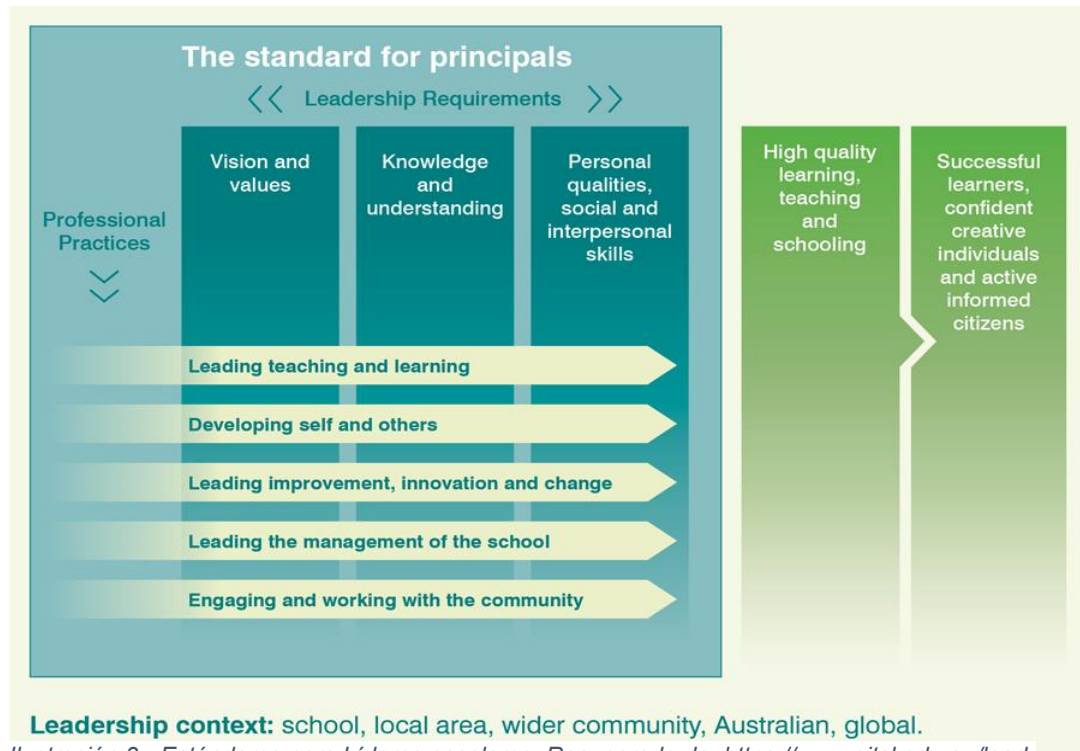 The standard for principals
Leadership Requirements
Professional
Practices
Vision and
values
Knowledge
and
understanding
Personal
qualities,
social and
interpersonal
skills
High quality
learning,
teaching
and
schooling
Successful
learners,
confident
creative
individuals
and active
informed
citizens
Leading teaching and learning
Developing self and others
Leading improvement, innovation and change
Leading the management of the school
Engaging and working with the community
Leadership context: school, local area, wider community, Australian, global.